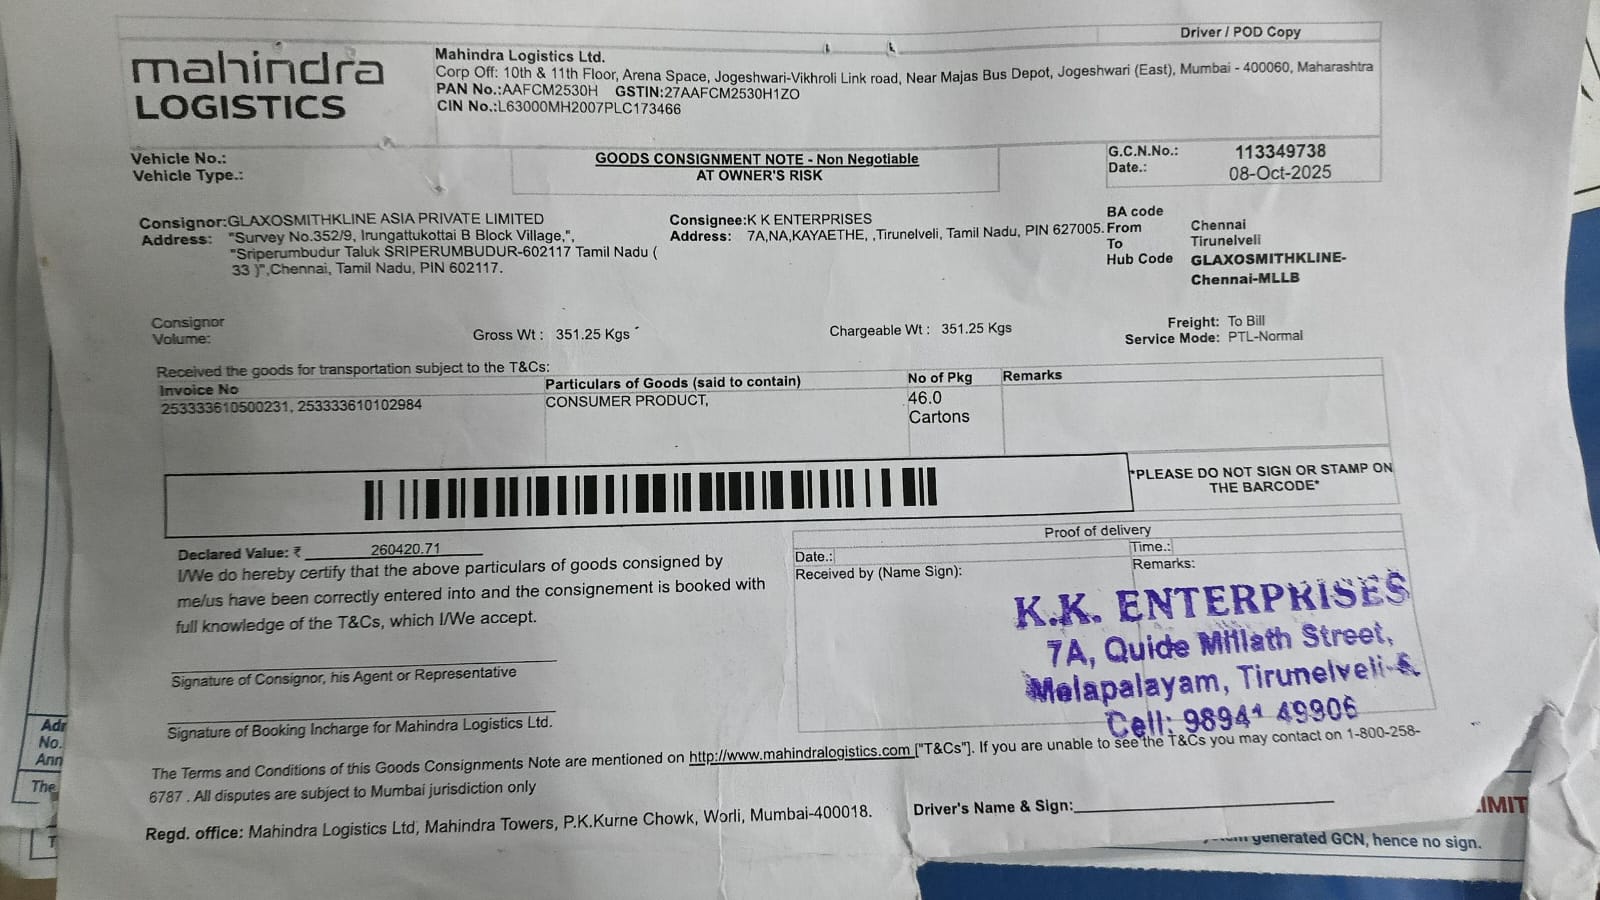 Driver / POD Copy
mahindra
LOGISTICS
Mahindra Logistics Ltd.
Corp Off: 10th & 11th Floor, Arena Space, Jogeshwari-Vikhroli Link road, Near Majas Bus Depot, Jogeshwari (East), Mumbai - 400060, Maharashtra
PAN No.:AAFCM2530H GSTIN:27AAFCM2530H1ZO
CIN No.:L63000MH2007PLC173466
Vehicle No.:
Vehicle Type.:
GOODS CONSIGNMENT NOTE - Non Negotiable
AT OWNER'S RISK
G.C.N.No.: 113349738
Date.: 08-Oct-2025
Consignor:GLAXOSMITHKLINE ASIA PRIVATE LIMITED
Address: "Survey No.352/9, Irungattukottai B Block Village,",
"Sriperumbudur Taluk SRIPERUMBUDUR-602117 Tamil Nadu (
33 )",Chennai, Tamil Nadu, PIN 602117.
Consignee:K K ENTERPRISES
Address: 7A,NA,KAYAETHE, ,Tirunelveli, Tamil Nadu, PIN 627005.
BA code
From Chennai
To Tirunelveli
Hub Code GLAXOSMITHKLINE-
Chennai-MLLB
Consignor
Volume:
Gross Wt : 351.25 Kgs
Chargeable Wt : 351.25 Kgs
Freight: To Bill
Service Mode: PTL-Normal
Received the goods for transportation subject to the T&Cs:
Invoice No Particulars of Goods (said to contain) No of Pkg Remarks
253333610500231, 253333610102984 CONSUMER PRODUCT, 46.0
Cartons
*PLEASE DO NOT SIGN OR STAMP ON
THE BARCODE*
Declared Value: ₹ 260420.71
I/We do hereby certify that the above particulars of goods consigned by
me/us have been correctly entered into and the consignement is booked with
full knowledge of the T&Cs, which I/We accept.
Proof of delivery
Date.: Time.:
Received by (Name Sign): Remarks:
K.K. ENTERPRISES
7A, Quide Millath Street,
Melapalayam, Tirunelveli-
Cell: 98941 49906
Signature of Consignor, his Agent or Representative
Signature of Booking Incharge for Mahindra Logistics Ltd.
The Terms and Conditions of this Goods Consignments Note are mentioned on http://www.mahindralogistics.com ["T&Cs"]. If you are unable to see the T&Cs you may contact on 1-800-258-
6787 . All disputes are subject to Mumbai jurisdiction only
Regd. office: Mahindra Logistics Ltd, Mahindra Towers, P.K.Kurne Chowk, Worli, Mumbai-400018.
Driver's Name & Sign:
No.
The
generated GCN, hence no sign.